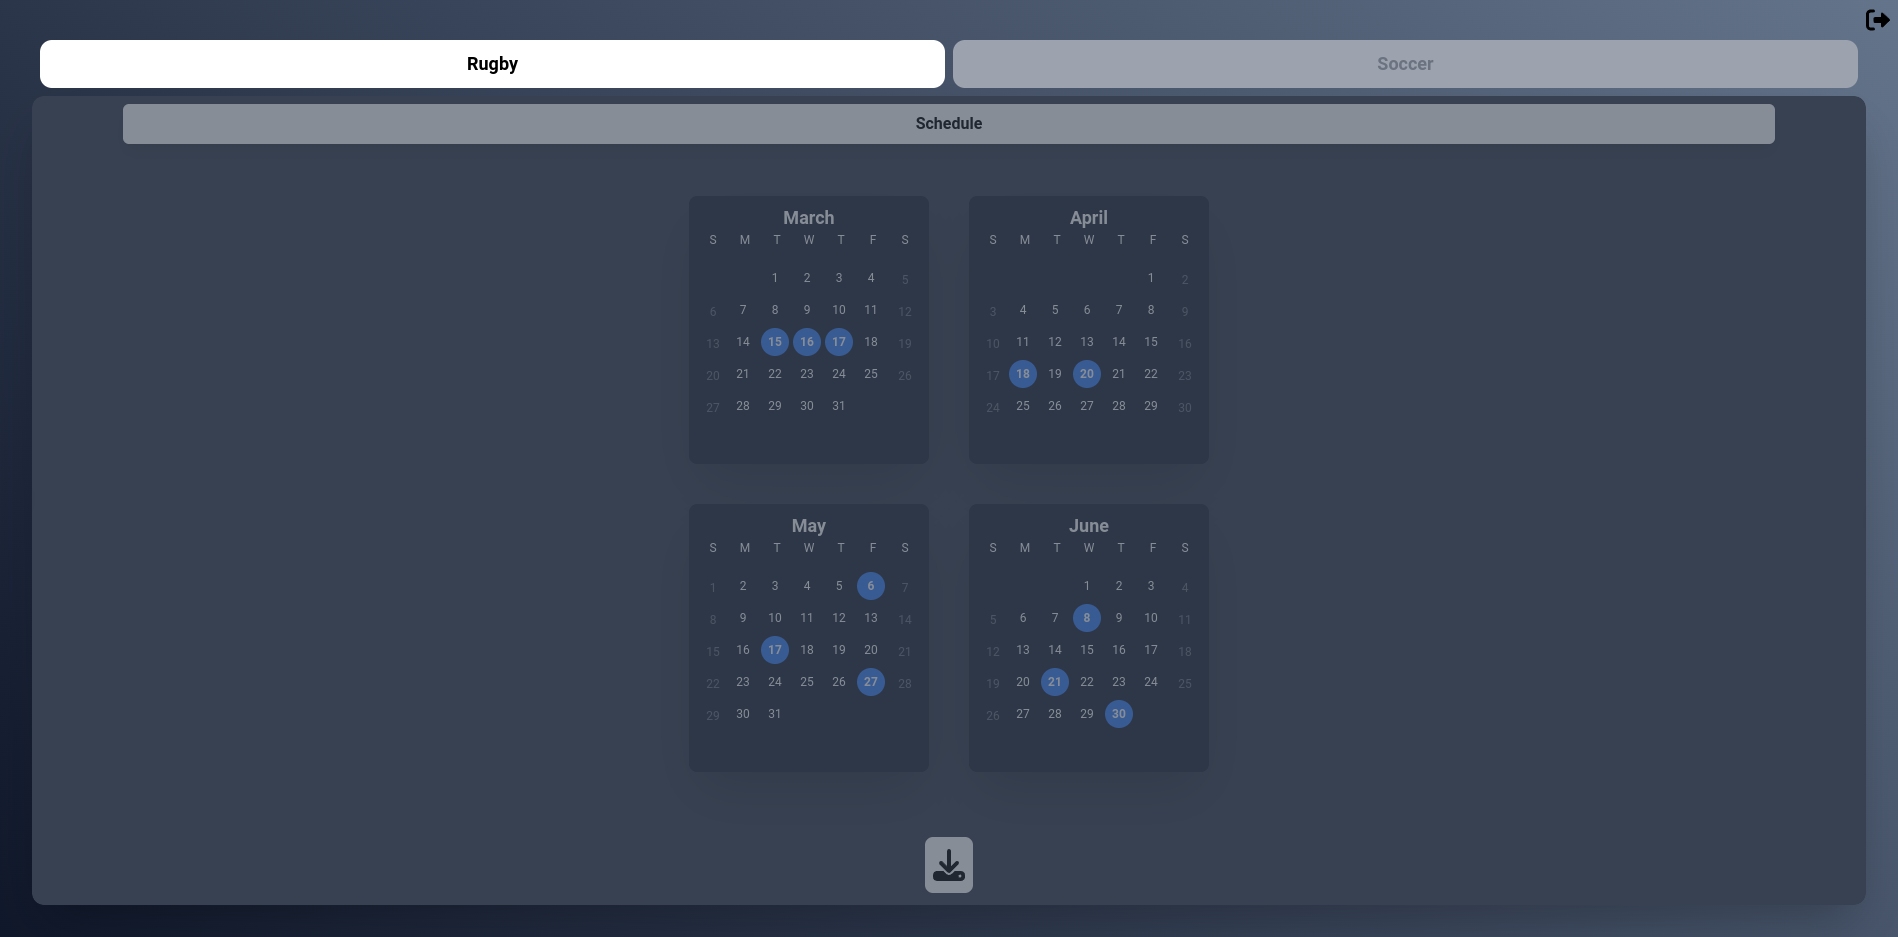 Rugby
Soccer
Schedule
March
S M T W T F S
1 2 3 4 5
6 7 8 9 10 11 12
13 14 15 16 17 18 19
20 21 22 23 24 25 26
27 28 29 30 31
April
S M T W T F S
1 2
3 4 5 6 7 8 9
10 11 12 13 14 15 16
17 18 19 20 21 22 23
24 25 26 27 28 29 30
May
S M T W T F S
1 2 3 4 5 6 7
8 9 10 11 12 13 14
15 16 17 18 19 20 21
22 23 24 25 26 27 28
29 30 31
June
S M T W T F S
1 2 3 4
5 6 7 8 9 10 11
12 13 14 15 16 17 18
19 20 21 22 23 24 25
26 27 28 29 30